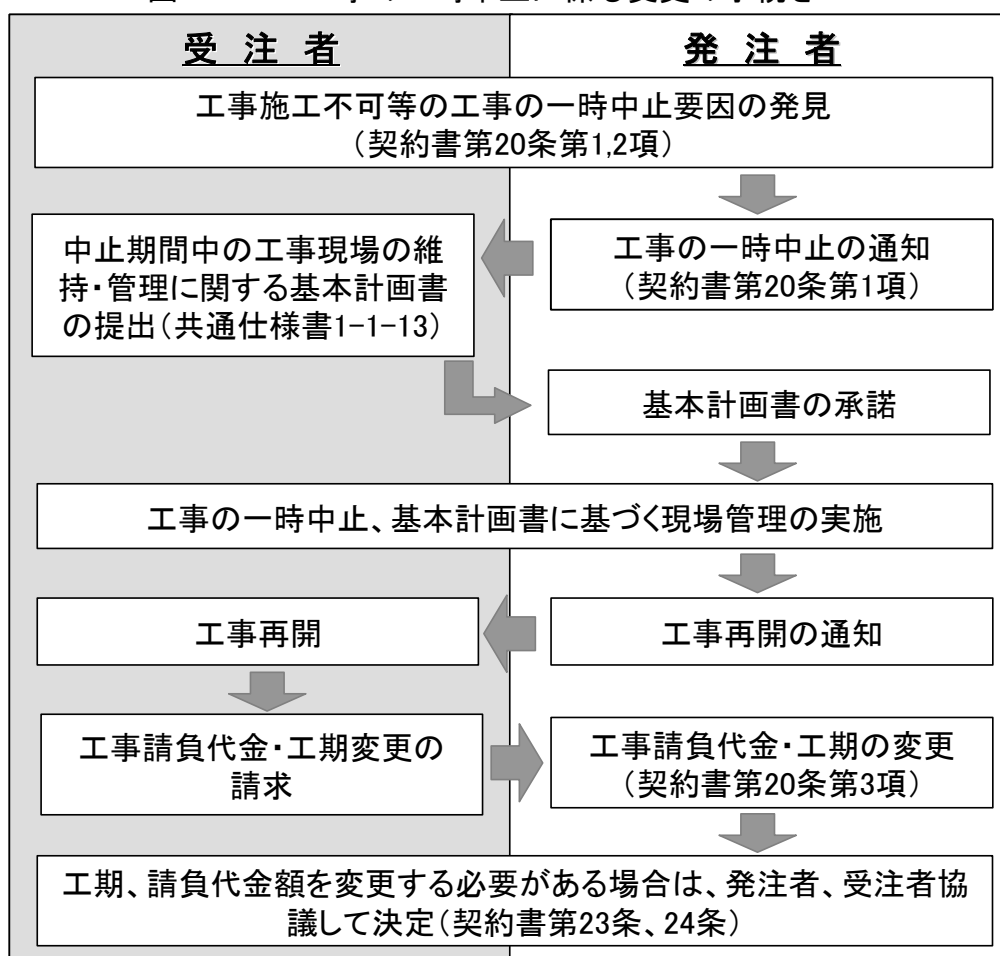 受 注 者
発 注 者
工事施工不可等の工事の一時中止要因の発見
（契約書第20条第1,2項）
工事の一時中止の通知
（契約書第20条第1項）
中止期間中の工事現場の維
持・管理に関する基本計画書
の提出（共通仕様書1-1-13）
基本計画書の承諾
工事の一時中止、基本計画書に基づく現場管理の実施
工事再開の通知
工事再開
工事請負代金・工期変更の
請求
工事請負代金・工期の変更
（契約書第20条第3項）
工期、請負代金額を変更する必要がある場合は、発注者、受注者協
議して決定（契約書第23条、24条）